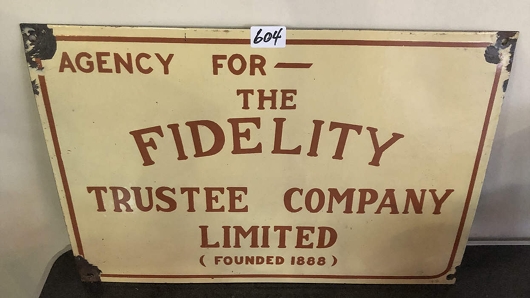 604
AGENCY FOR —
THE
FIDELITY
TRUSTEE COMPANY
LIMITED
( FOUNDED 1888 )